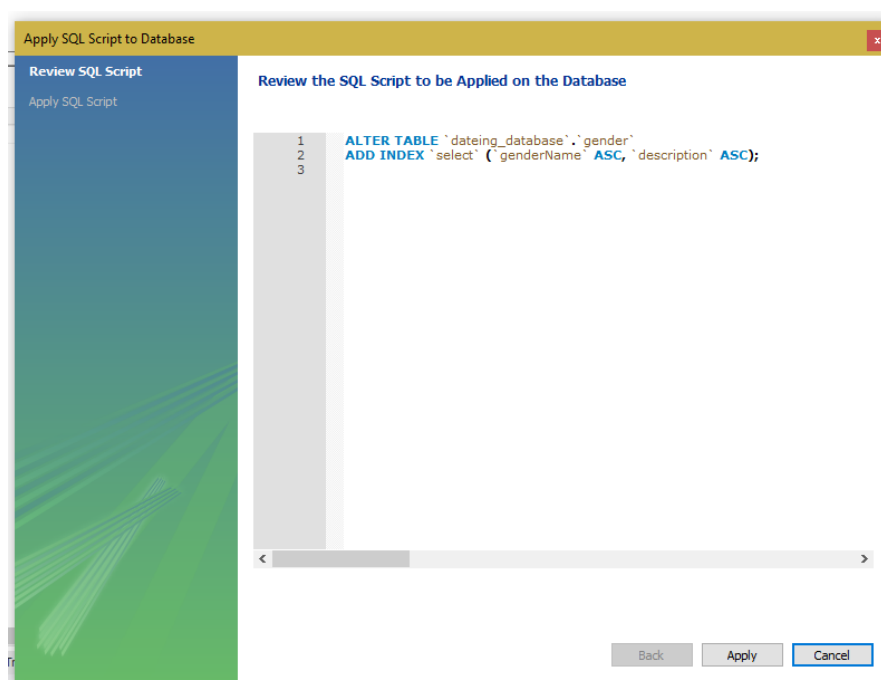 Apply SQL Script to Database
x
Review SQL Script
Apply SQL Script
Review the SQL Script to be Applied on the Database
1 ALTER TABLE `dateing_database`.`gender`
2 ADD INDEX `select` (`genderName` ASC, `description` ASC);
3
Back Apply Cancel